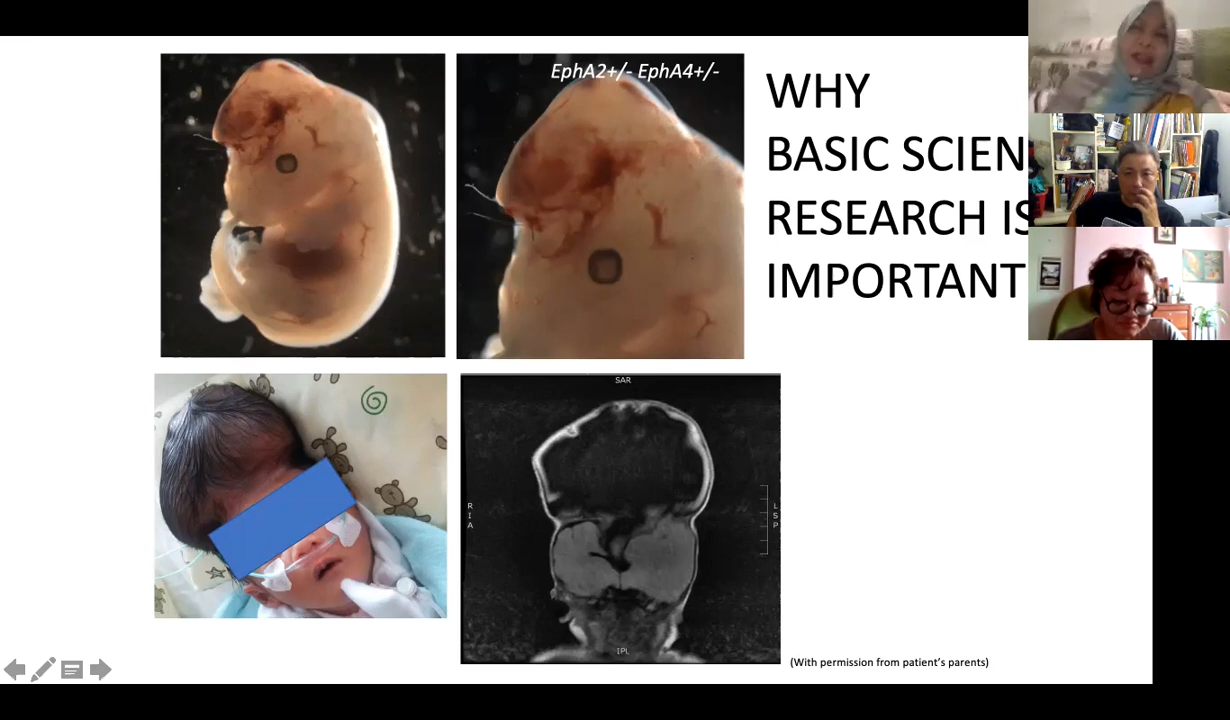 EphA2+/- EphA4+/-
WHY
BASIC SCIEN
RESEARCH IS
IMPORTANT
SAR
R
I
A
L
S
P
IPL
(With permission from patient's parents)